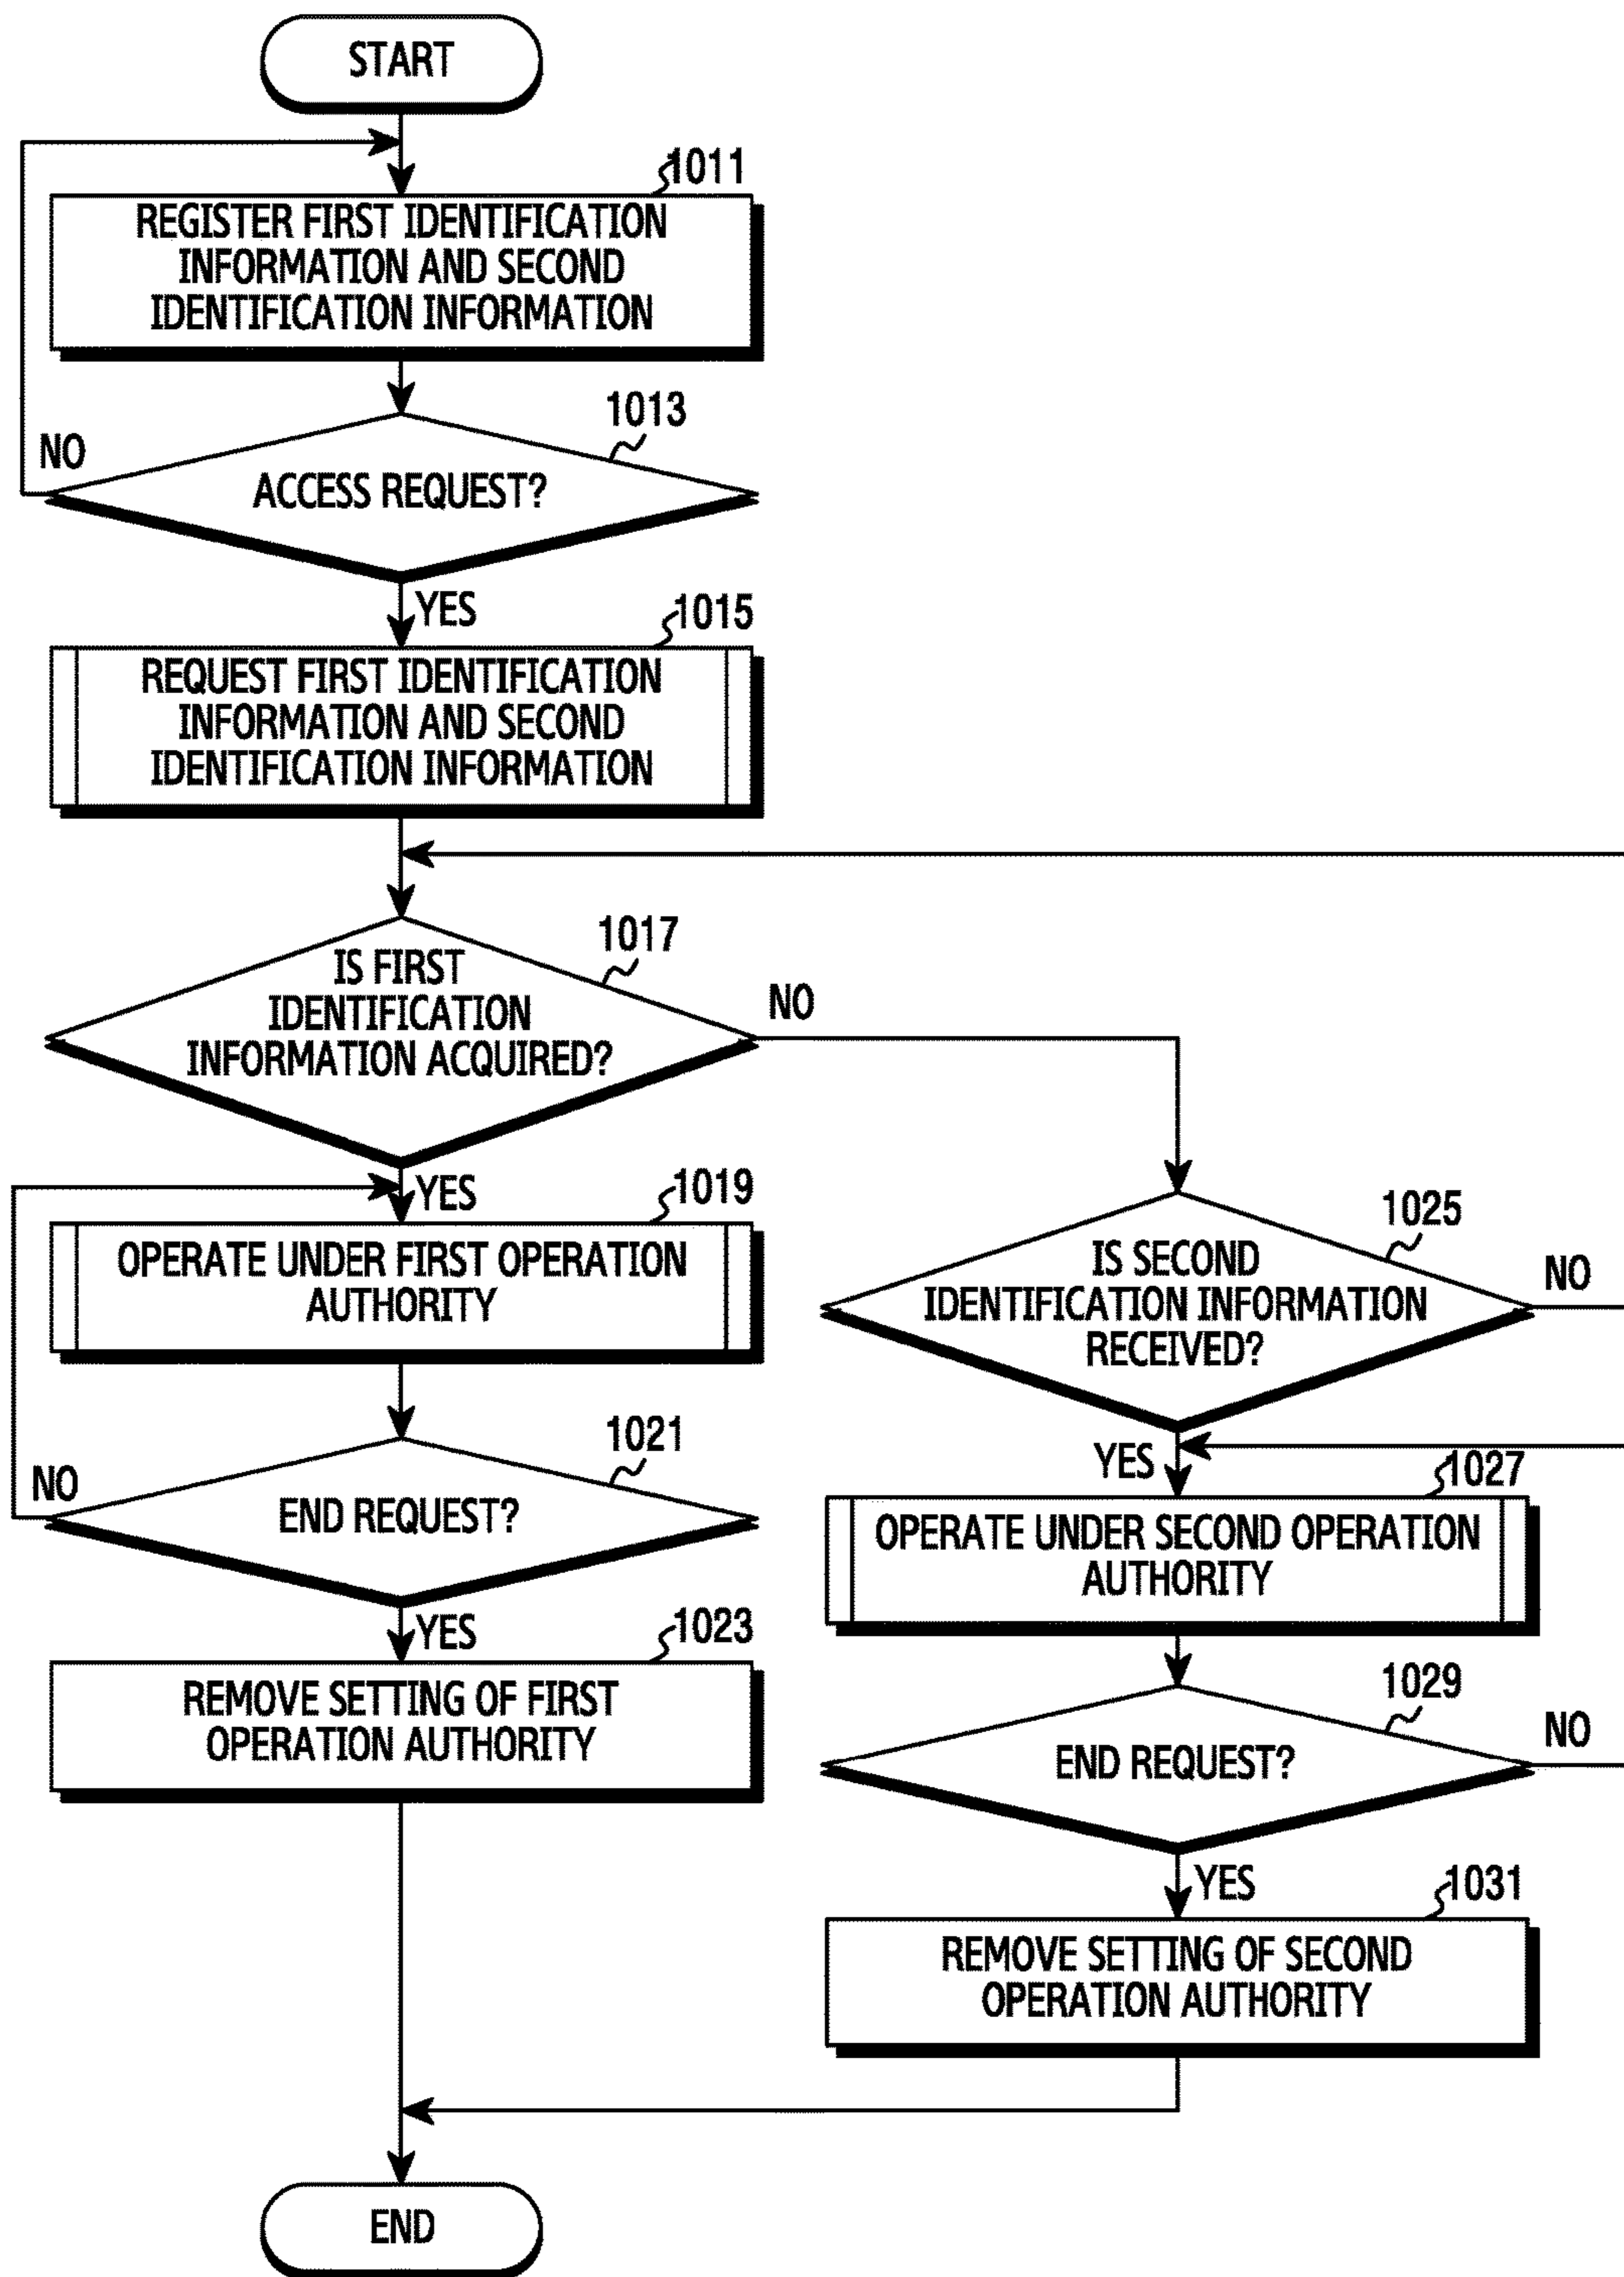 START
1011
REGISTER FIRST IDENTIFICATION
INFORMATION AND SECOND
IDENTIFICATION INFORMATION
1013
NO
ACCESS REQUEST?
YES
1015
REQUEST FIRST IDENTIFICATION
INFORMATION AND SECOND
IDENTIFICATION INFORMATION
1017
IS FIRST
IDENTIFICATION
INFORMATION ACQUIRED?
NO
YES
1019
OPERATE UNDER FIRST OPERATION
AUTHORITY
1021
NO
END REQUEST?
YES
1023
REMOVE SETTING OF FIRST
OPERATION AUTHORITY
1025
IS SECOND
IDENTIFICATION INFORMATION
RECEIVED?
NO
YES
1027
OPERATE UNDER SECOND OPERATION
AUTHORITY
1029
END REQUEST?
NO
YES
1031
REMOVE SETTING OF SECOND
OPERATION AUTHORITY
END